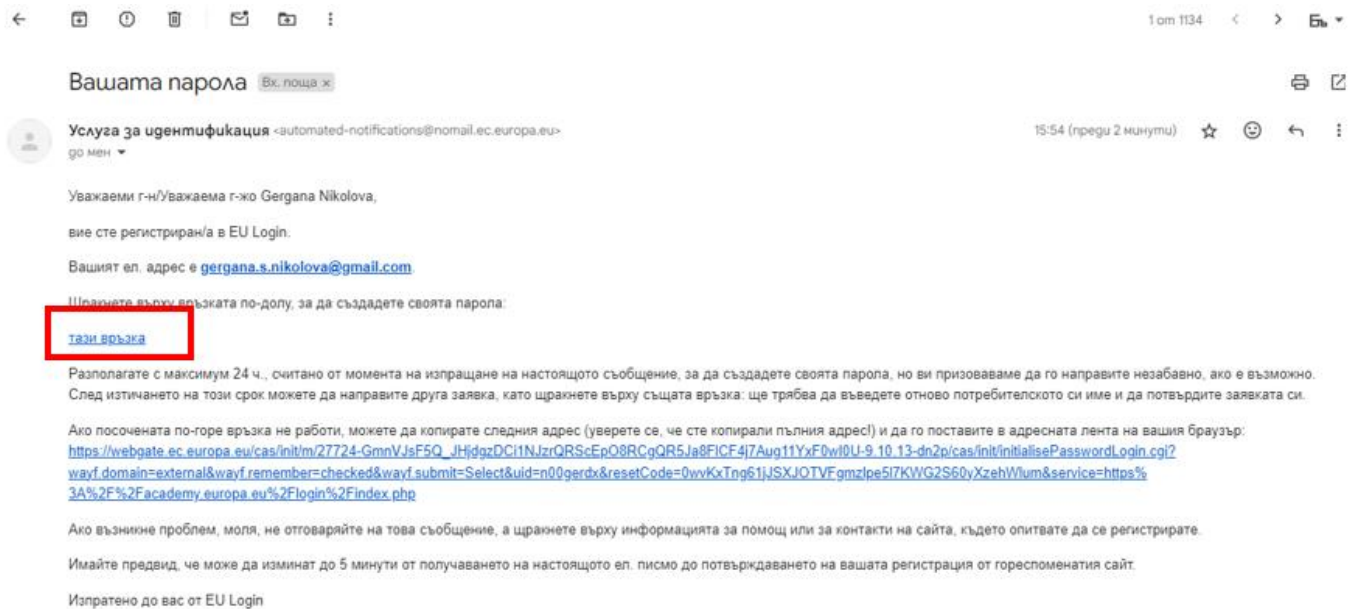 1 от 1134
Бъ
Вашата парола Вх. поща ×
Услуга за идентификация <automated-notifications@nomail.ec.europa.eu>
15:54 (преди 2 минути)
до мен
Уважаеми г-н/Уважаема г-жо Gergana Nikolova,
вие сте регистриран/а в EU Login.
Вашият ел. адрес е gergana.s.nikolova@gmail.com.
Щракнете върху връзката по-долу, за да създадете своята парола:
тази връзка
Разполагате с максимум 24 ч., считано от момента на изпращане на настоящото съобщение, за да създадете своята парола, но ви призоваваме да го направите незабавно, ако е възможно.
След изтичането на този срок можете да направите друга заявка, като щракнете върху същата връзка: ще трябва да въведете отново потребителското си име и да потвърдите заявката си.
Ако посочената по-горе връзка не работи, можете да копирате следния адрес (уверете се, че сте копирали пълния адрес!) и да го поставите в адресната лента на вашия браузър:
https://webgate.ec.europa.eu/cas/init/m/27724-GmnVJsF5Q_JHjdgzDCi1NJzrQRScEpO8RCgQR5Ja8FlCF4j7Aug11YxF0wI0U-9.10.13-dn2p/cas/init/initialisePasswordLogin.cgi?
wayf.domain=external&wayf.remember=checked&wayf.submit=Select&uid=n00gerdx&resetCode=0wvKxTng61jJSXJOTVFgmzlpe5l7KWG2S60yXzehWlum&service=https%
3A%2F%2Facademy.europa.eu%2Flogin%2Findex.php
Ако възникне проблем, моля, не отговаряйте на това съобщение, а щракнете върху информацията за помощ или за контакти на сайта, където опитвате да се регистрирате.
Имайте предвид, че може да изминат до 5 минути от получаването на настоящото ел. писмо до потвърждаването на вашата регистрация от гореспоменатия сайт.
Изпратено до вас от EU Login